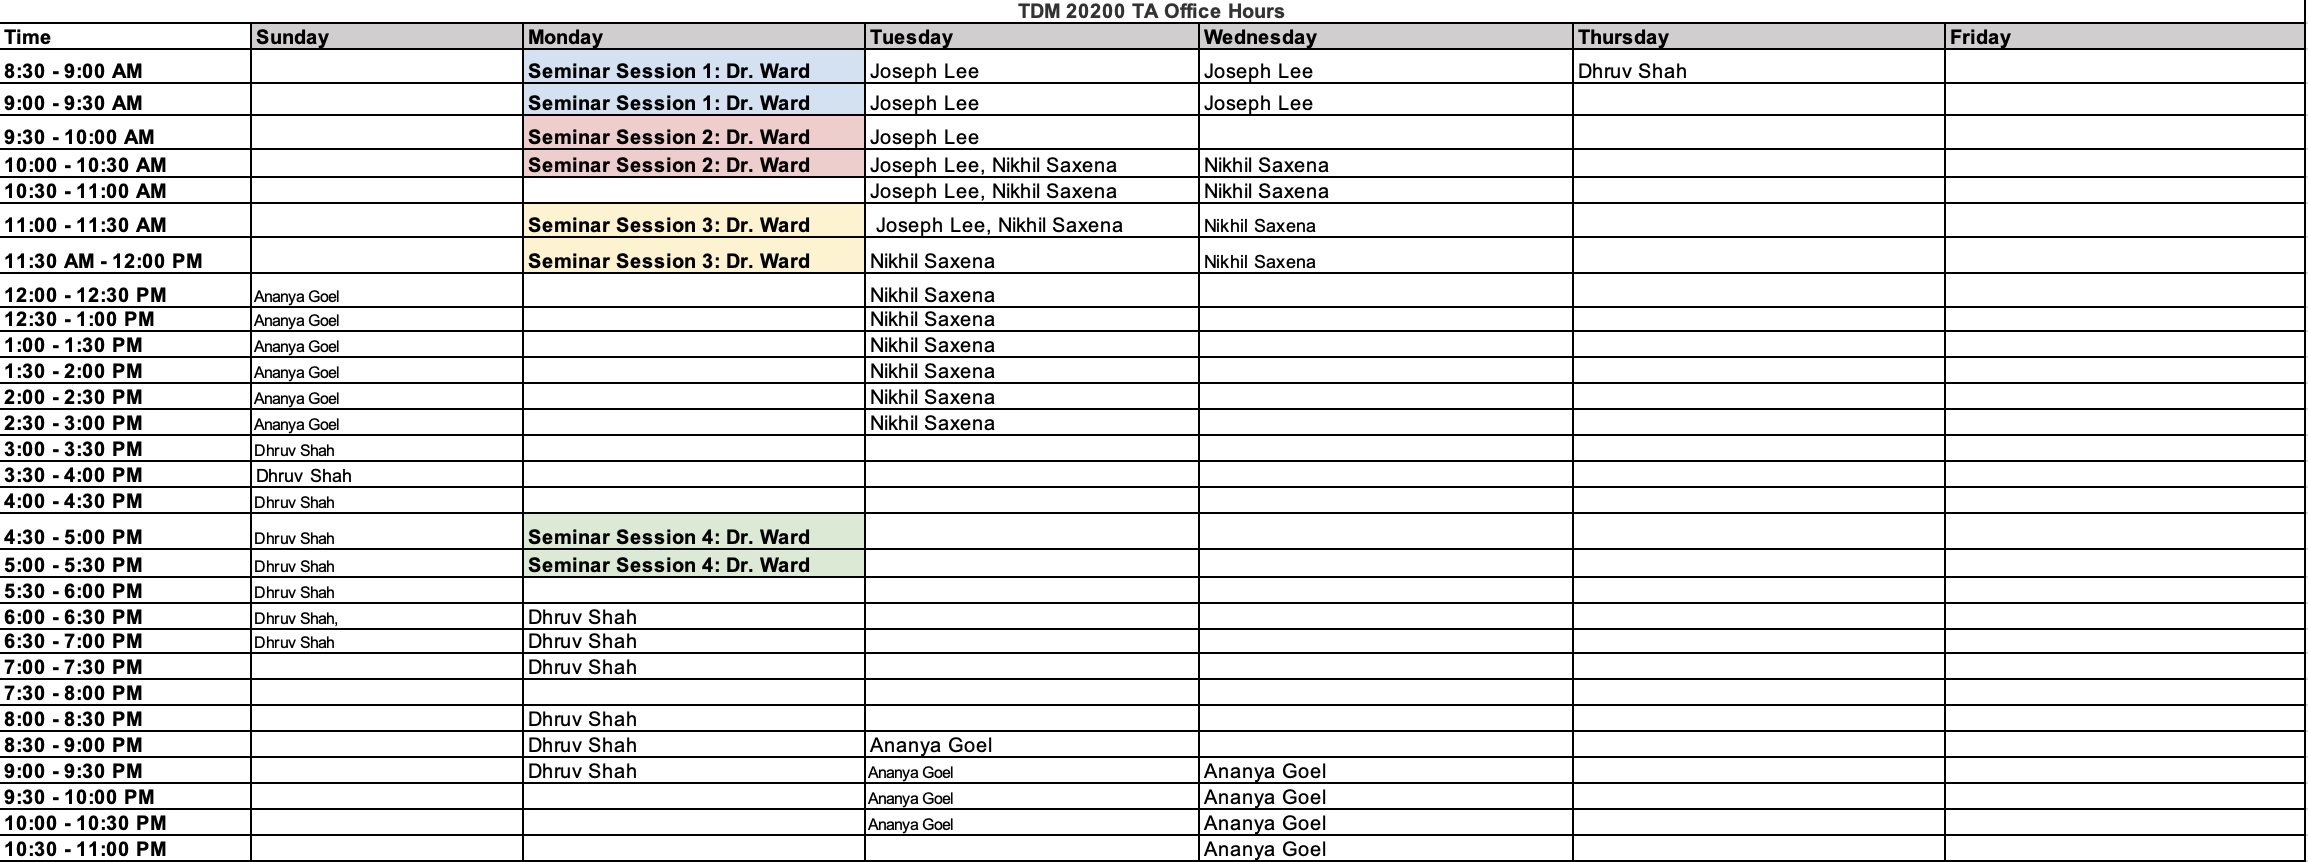 TDM 20200 TA Office Hours
Time Sunday Monday Tuesday Wednesday Thursday Friday
8:30 - 9:00 AM Seminar Session 1: Dr. Ward Joseph Lee Joseph Lee Dhruv Shah
9:00 - 9:30 AM Seminar Session 1: Dr. Ward Joseph Lee Joseph Lee
9:30 - 10:00 AM Seminar Session 2: Dr. Ward Joseph Lee
10:00 - 10:30 AM Seminar Session 2: Dr. Ward Joseph Lee, Nikhil Saxena Nikhil Saxena
10:30 - 11:00 AM Joseph Lee, Nikhil Saxena Nikhil Saxena
11:00 - 11:30 AM Seminar Session 3: Dr. Ward Joseph Lee, Nikhil Saxena Nikhil Saxena
11:30 AM - 12:00 PM Seminar Session 3: Dr. Ward Nikhil Saxena Nikhil Saxena
12:00 - 12:30 PM Ananya Goel Nikhil Saxena
12:30 - 1:00 PM Ananya Goel Nikhil Saxena
1:00 - 1:30 PM Ananya Goel Nikhil Saxena
1:30 - 2:00 PM Ananya Goel Nikhil Saxena
2:00 - 2:30 PM Ananya Goel Nikhil Saxena
2:30 - 3:00 PM Ananya Goel Nikhil Saxena
3:00 - 3:30 PM Dhruv Shah
3:30 - 4:00 PM Dhruv Shah
4:00 - 4:30 PM Dhruv Shah
4:30 - 5:00 PM Dhruv Shah Seminar Session 4: Dr. Ward
5:00 - 5:30 PM Dhruv Shah Seminar Session 4: Dr. Ward
5:30 - 6:00 PM Dhruv Shah
6:00 - 6:30 PM Dhruv Shah, Dhruv Shah
6:30 - 7:00 PM Dhruv Shah Dhruv Shah
7:00 - 7:30 PM Dhruv Shah
7:30 - 8:00 PM
8:00 - 8:30 PM Dhruv Shah
8:30 - 9:00 PM Dhruv Shah Ananya Goel
9:00 - 9:30 PM Dhruv Shah Ananya Goel Ananya Goel
9:30 - 10:00 PM Ananya Goel Ananya Goel
10:00 - 10:30 PM Ananya Goel Ananya Goel
10:30 - 11:00 PM Ananya Goel